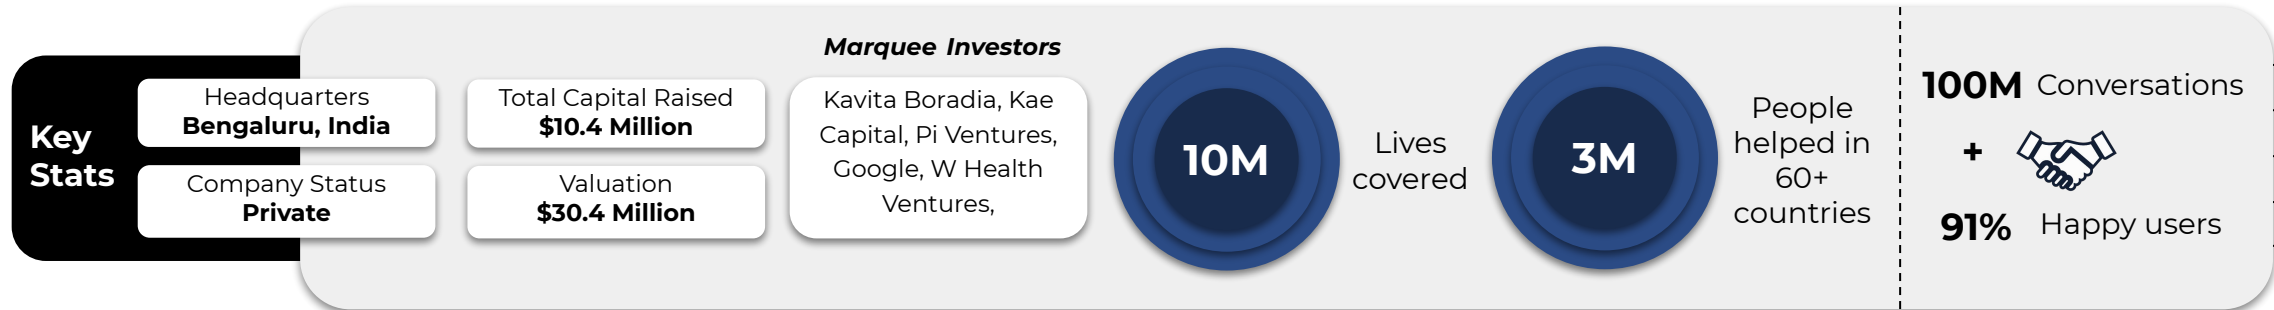 Key
Stats
Headquarters
Bengaluru, India
Company Status
Private
Total Capital Raised
$10.4 Million
Valuation
$30.4 Million
Marquee Investors
Kavita Boradia, Kae
Capital, Pi Ventures,
Google, W Health
Ventures,
10M
Lives
covered
3M
People
helped in
60+
countries
100M Conversations
+
91% Happy users